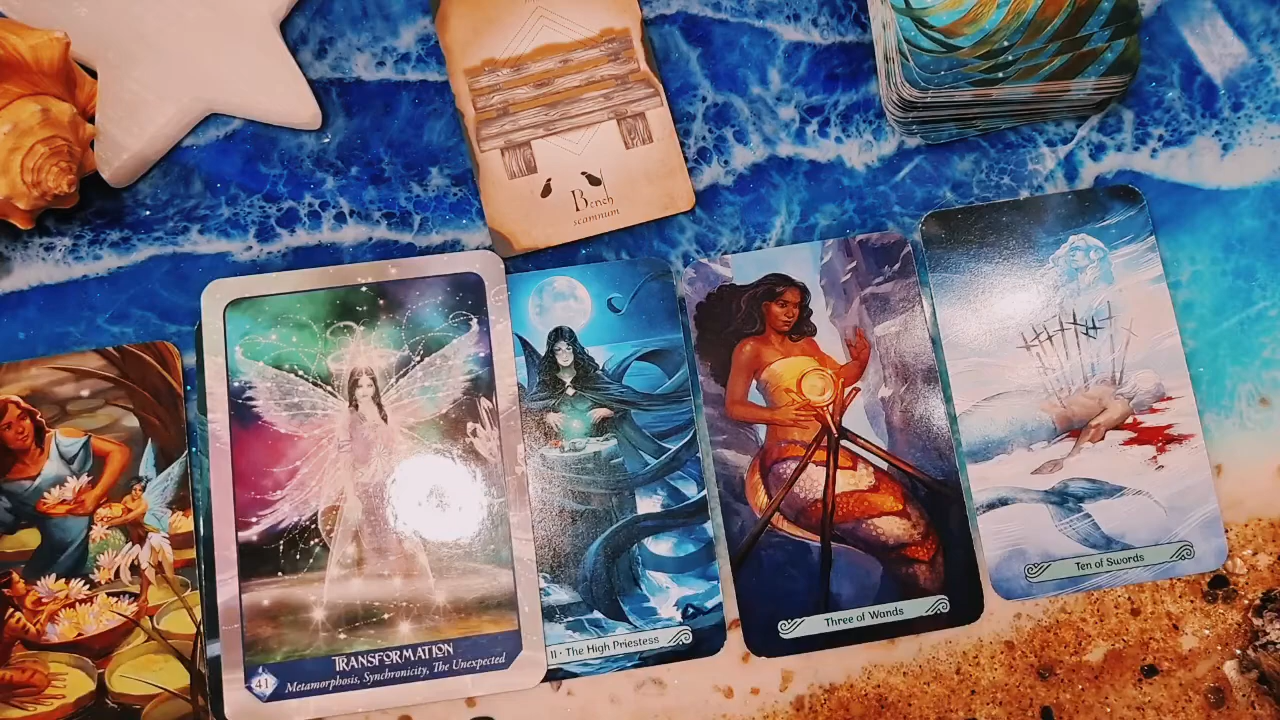 Bench
scamnum
TRANSFORMATION
41
Metamorphosis, Synchronicity, The Unexpected
II • The High Priestess
Three of Wands
Ten of Swords